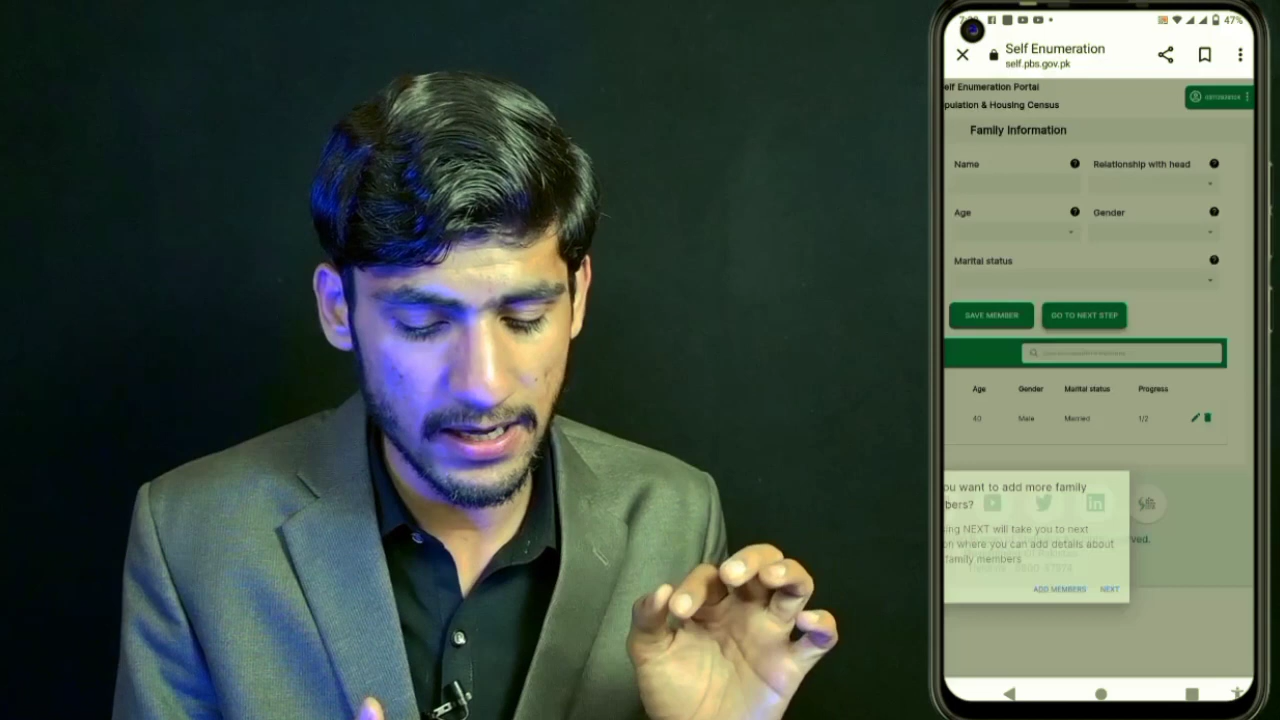 47%
Self Enumeration
self.pbs.gov.pk
elf Enumeration Portal
pulation & Housing Census
Family Information
Name
Relationship with head
Age
Gender
Marital status
SAVE MEMBER
GO TO NEXT STEP
Age Gender Marital status Progress
40 Male Married 1/2
ou want to add more family
bers?
ing NEXT will take you to next
on where you can add details about
family members
rved.
ADD MEMBERS NEXT